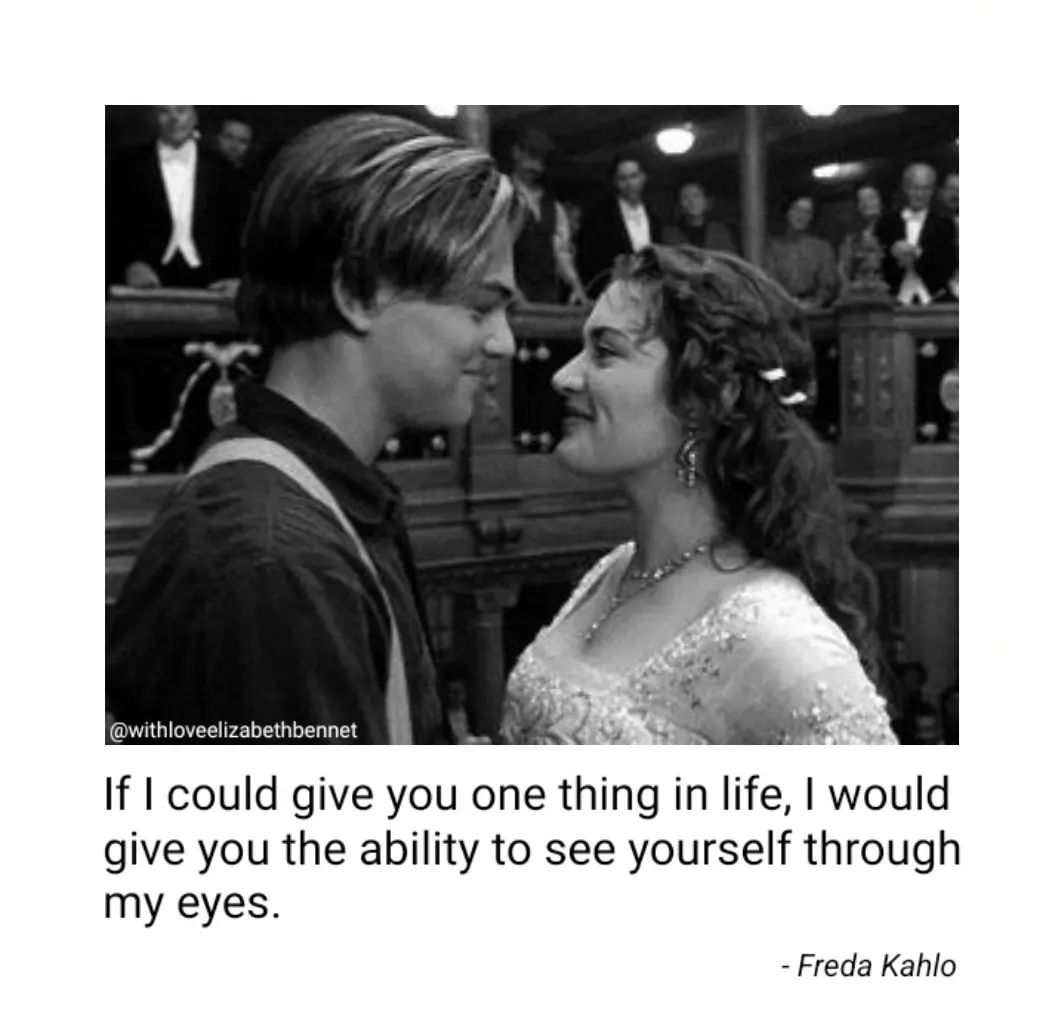 @withloveelizabethbennet
If I could give you one thing in life, I would
give you the ability to see yourself through
my eyes.
- Freda Kahlo